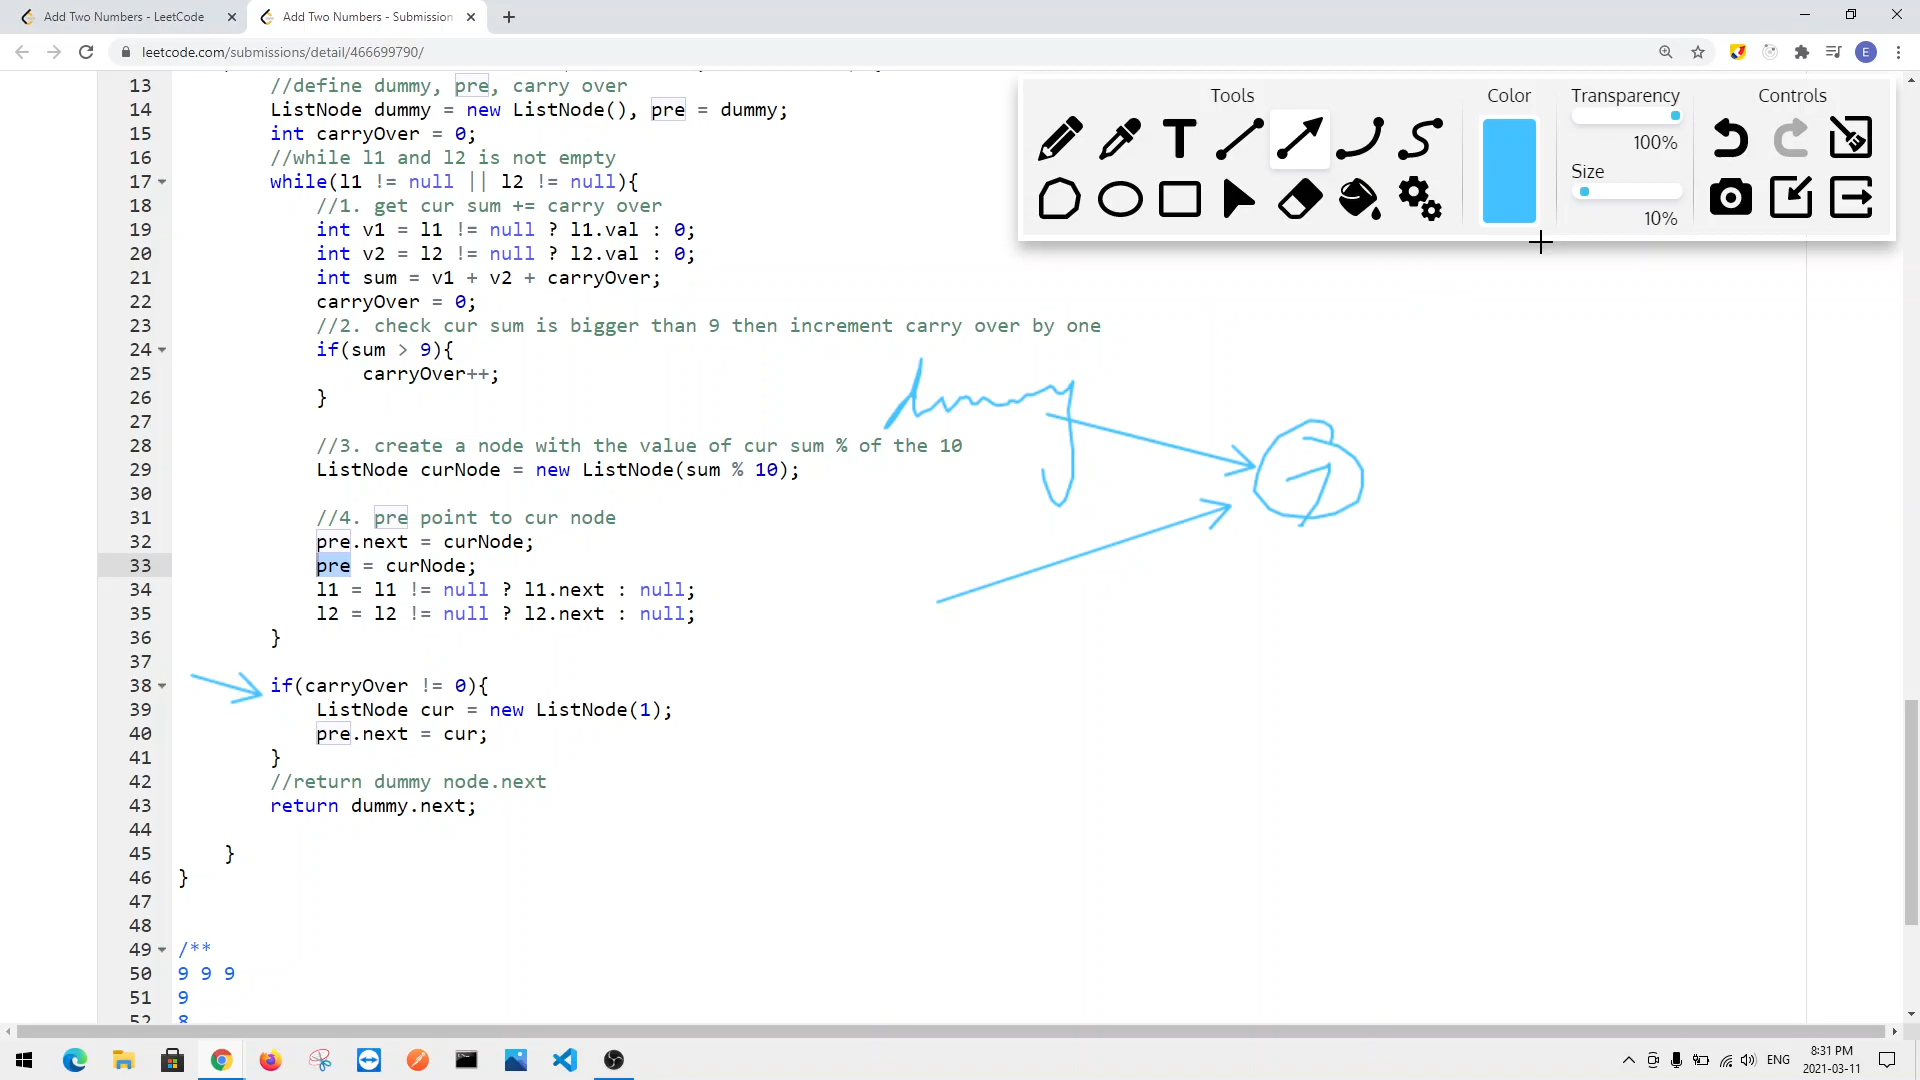 Add Two Numbers - LeetCode
Add Two Numbers - Submission
leetcode.com/submissions/detail/466699790/
E
Tools
Color
Transparency
Controls
100%
Size
10%
13 //define dummy, pre, carry over
14 ListNode dummy = new ListNode(), pre = dummy;
15 int carryOver = 0;
16 //while l1 and l2 is not empty
17 while(l1 != null || l2 != null){
18 //1. get cur sum += carry over
19 int v1 = l1 != null ? l1.val : 0;
20 int v2 = l2 != null ? l2.val : 0;
21 int sum = v1 + v2 + carryOver;
22 carryOver = 0;
23 //2. check cur sum is bigger than 9 then increment carry over by one
24 if(sum > 9){
25 carryOver++;
26 }
27
28 //3. create a node with the value of cur sum % of the 10
29 ListNode curNode = new ListNode(sum % 10);
30
31 //4. pre point to cur node
32 pre.next = curNode;
33 pre = curNode;
34 l1 = l1 != null ? l1.next : null;
35 l2 = l2 != null ? l2.next : null;
36 }
37
38 if(carryOver != 0){
39 ListNode cur = new ListNode(1);
40 pre.next = cur;
41 }
42 //return dummy node.next
43 return dummy.next;
44
45 }
46 }
47
48
49 /**
50 9 9 9
51 9
52 8
dummy
ENG
8:31 PM
2021-03-11